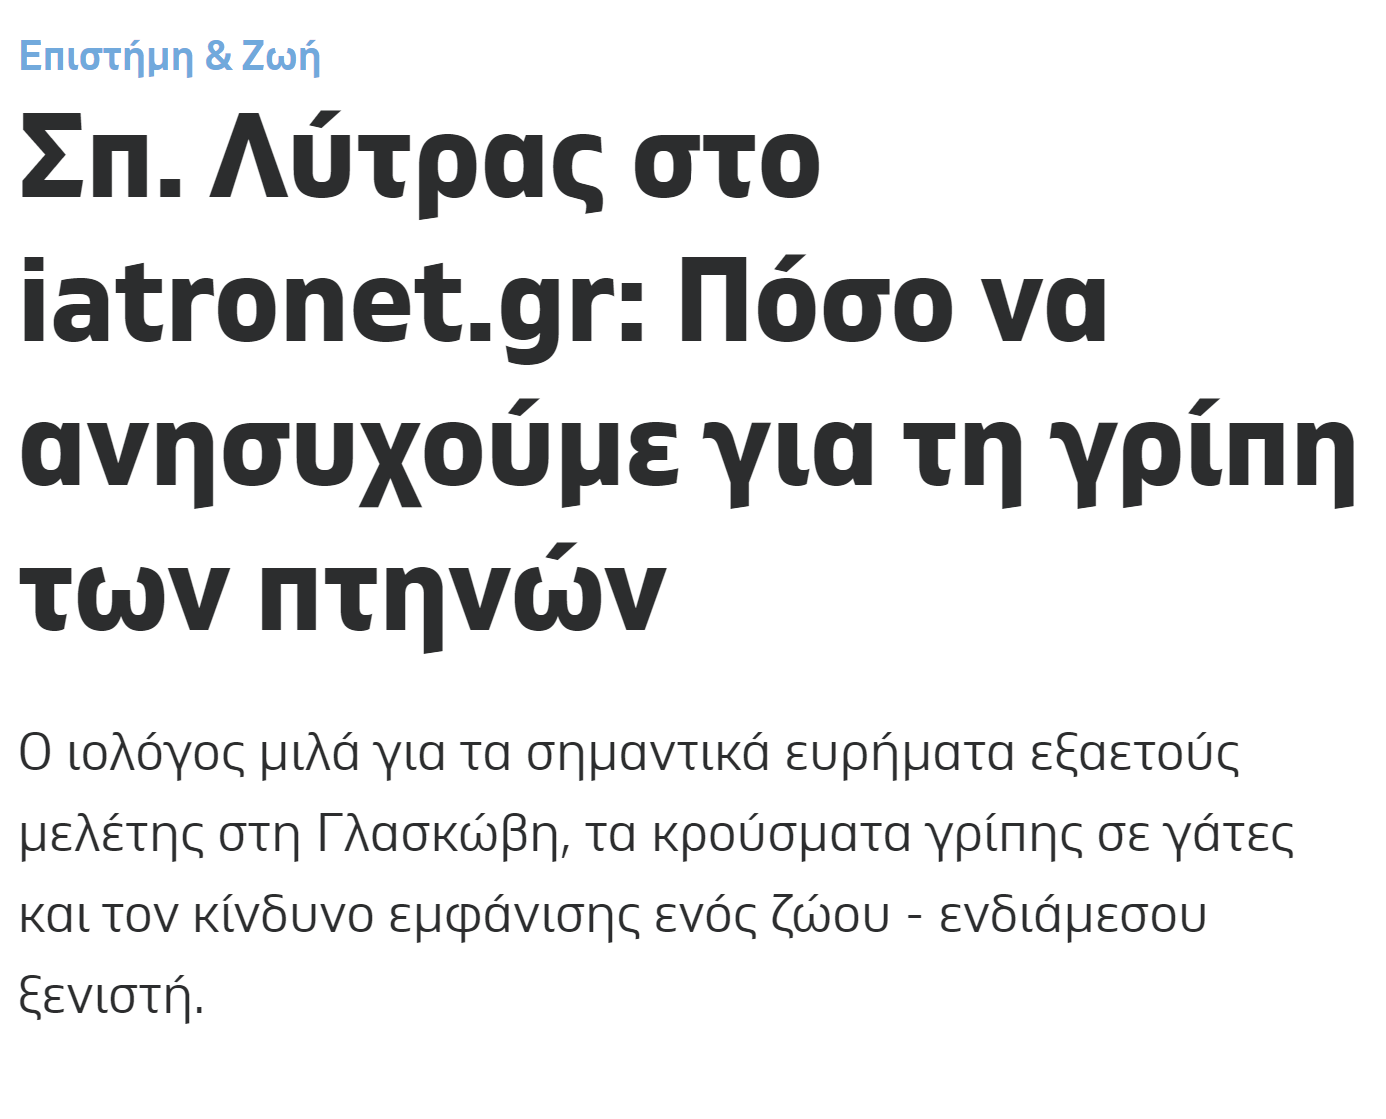 Επιστήμη & Ζωή
Σπ. Λύτρας στο
iatronet.gr: Πόσο να
ανησυχούμε για τη γρίπη
των πτηνών
Ο ιολόγος μιλά για τα σημαντικά ευρήματα εξαετούς
μελέτης στη Γλασκώβη, τα κρούσματα γρίπης σε γάτες
και τον κίνδυνο εμφάνισης ενός ζώου - ενδιάμεσου
ξενιστή.